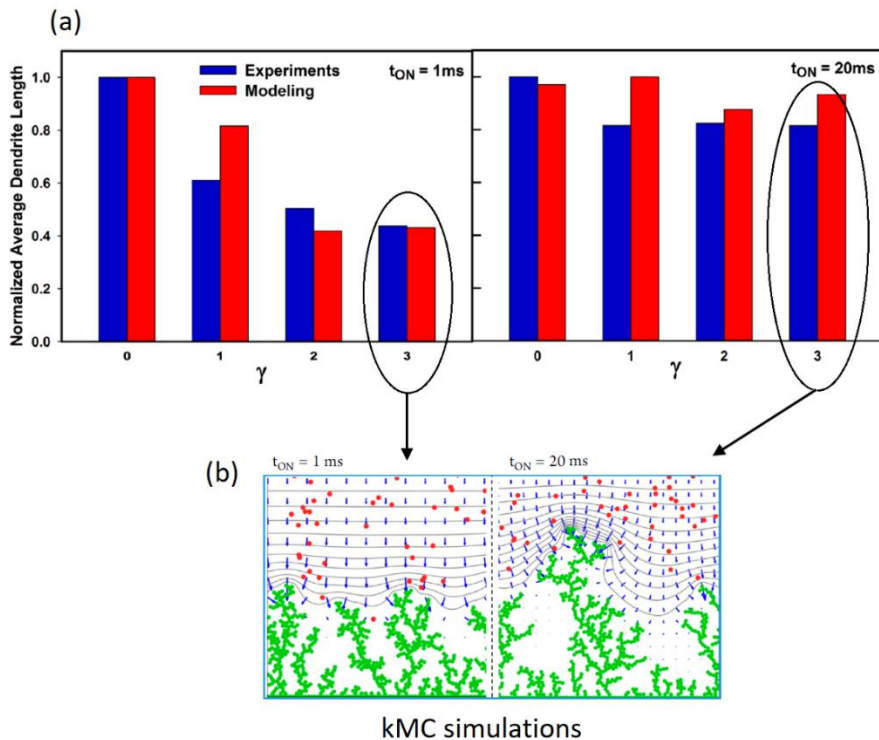 (a)
Normalized Average Dendrite Length
1.0
0.8
0.6
0.4
0.2
0.0
Experiments
Modeling
tON = 1ms
0 1 2 3
γ
tON = 20ms
0 1 2 3
γ
(b)
tON = 1 ms
tON = 20 ms
kMC simulations